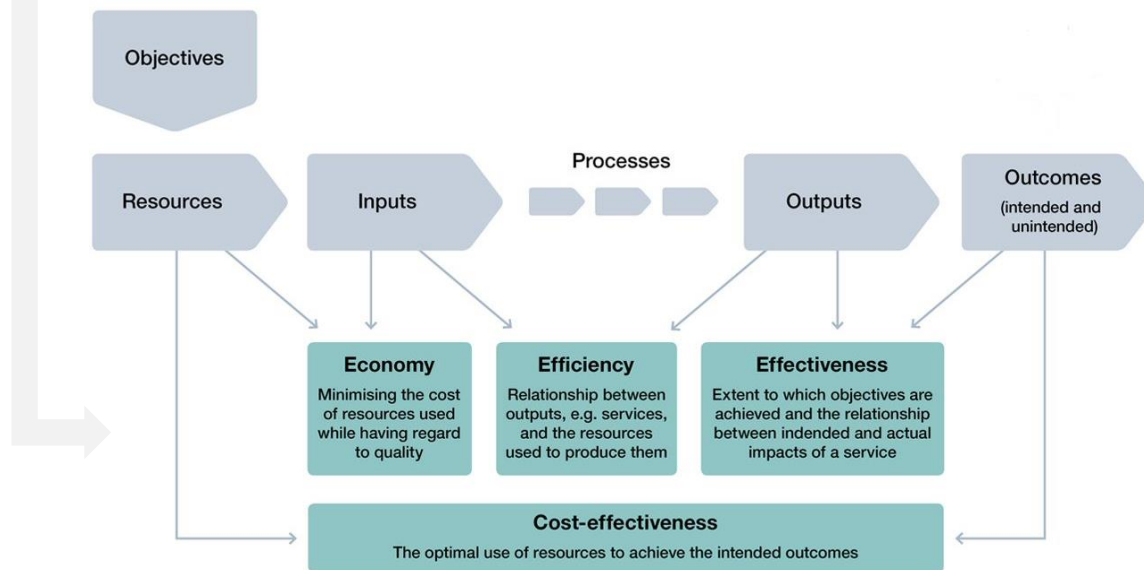 Objectives
Resources
Inputs
Processes
Outputs
Outcomes
(intended and
unintended)
Economy
Minimising the cost
of resources used
while having regard
to quality
Efficiency
Relationship between
outputs, e.g. services,
and the resources
used to produce them
Effectiveness
Extent to which objectives are
achieved and the relationship
between indended and actual
impacts of a service
Cost-effectiveness
The optimal use of resources to achieve the intended outcomes